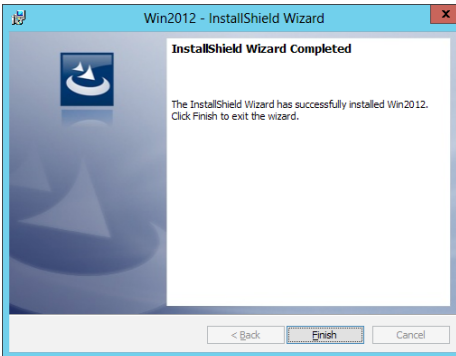 Win2012 - InstallShield Wizard
x
InstallShield Wizard Completed
The InstallShield Wizard has successfully installed Win2012.
Click Finish to exit the wizard.
< Back
Finish
Cancel